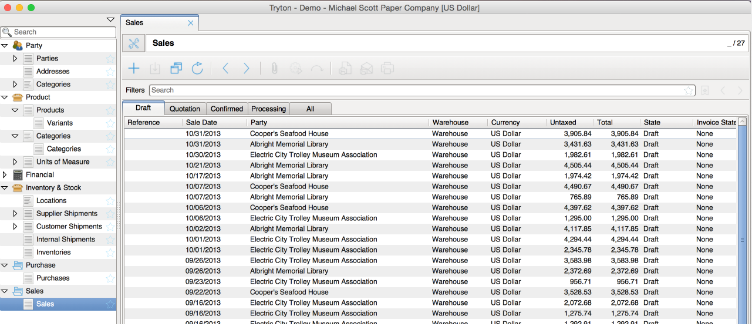 Tryton - Demo - Michael Scott Paper Company [US Dollar]
Search
Party
Parties
Addresses
Categories
Product
Products
Variants
Categories
Categories
Units of Measure
Financial
Inventory & Stock
Locations
Supplier Shipments
Customer Shipments
Internal Shipments
Inventories
Purchase
Purchases
Sales
Sales
Sales
Sales
_ / 27
Filters Search
Draft Quotation Confirmed Processing All
Reference Sale Date Party Warehouse Currency Untaxed Total State Invoice State
10/31/2013 Cooper's Seafood House Warehouse US Dollar 3,905.84 3,905.84 Draft None
10/31/2013 Albright Memorial Library Warehouse US Dollar 3,431.63 3,431.63 Draft None
10/30/2013 Electric City Trolley Museum Association Warehouse US Dollar 1,982.61 1,982.61 Draft None
10/21/2013 Albright Memorial Library Warehouse US Dollar 4,505.44 4,505.44 Draft None
10/17/2013 Albright Memorial Library Warehouse US Dollar 1,974.42 1,974.42 Draft None
10/07/2013 Cooper's Seafood House Warehouse US Dollar 4,490.67 4,490.67 Draft None
10/07/2013 Albright Memorial Library Warehouse US Dollar 765.89 765.89 Draft None
10/06/2013 Cooper's Seafood House Warehouse US Dollar 4,397.62 4,397.62 Draft None
10/06/2013 Electric City Trolley Museum Association Warehouse US Dollar 1,295.00 1,295.00 Draft None
10/02/2013 Albright Memorial Library Warehouse US Dollar 4,117.85 4,117.85 Draft None
10/01/2013 Electric City Trolley Museum Association Warehouse US Dollar 4,294.44 4,294.44 Draft None
10/01/2013 Electric City Trolley Museum Association Warehouse US Dollar 2,345.78 2,345.78 Draft None
09/26/2013 Electric City Trolley Museum Association Warehouse US Dollar 3,583.98 3,583.98 Draft None
09/26/2013 Albright Memorial Library Warehouse US Dollar 2,372.69 2,372.69 Draft None
09/23/2013 Electric City Trolley Museum Association Warehouse US Dollar 956.71 956.71 Draft None
09/22/2013 Cooper's Seafood House Warehouse US Dollar 3,528.53 3,528.53 Draft None
09/16/2013 Electric City Trolley Museum Association Warehouse US Dollar 2,072.68 2,072.68 Draft None
09/16/2013 Electric City Trolley Museum Association Warehouse US Dollar 1,275.74 1,275.74 Draft None
Electric City Trolley Museum Association Warehouse US Dollar Draft None